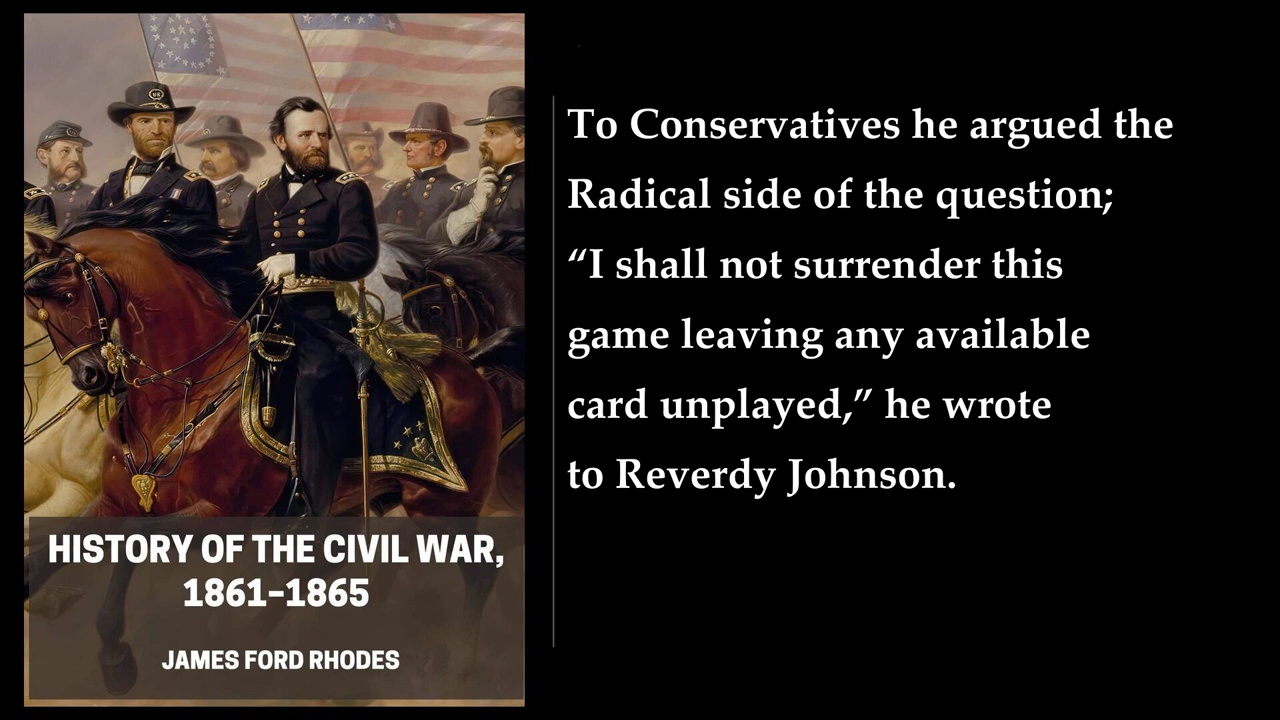 HISTORY OF THE CIVIL WAR,
1861–1865
JAMES FORD RHODES
To Conservatives he argued the
Radical side of the question;
“I shall not surrender this
game leaving any available
card unplayed,” he wrote
to Reverdy Johnson.